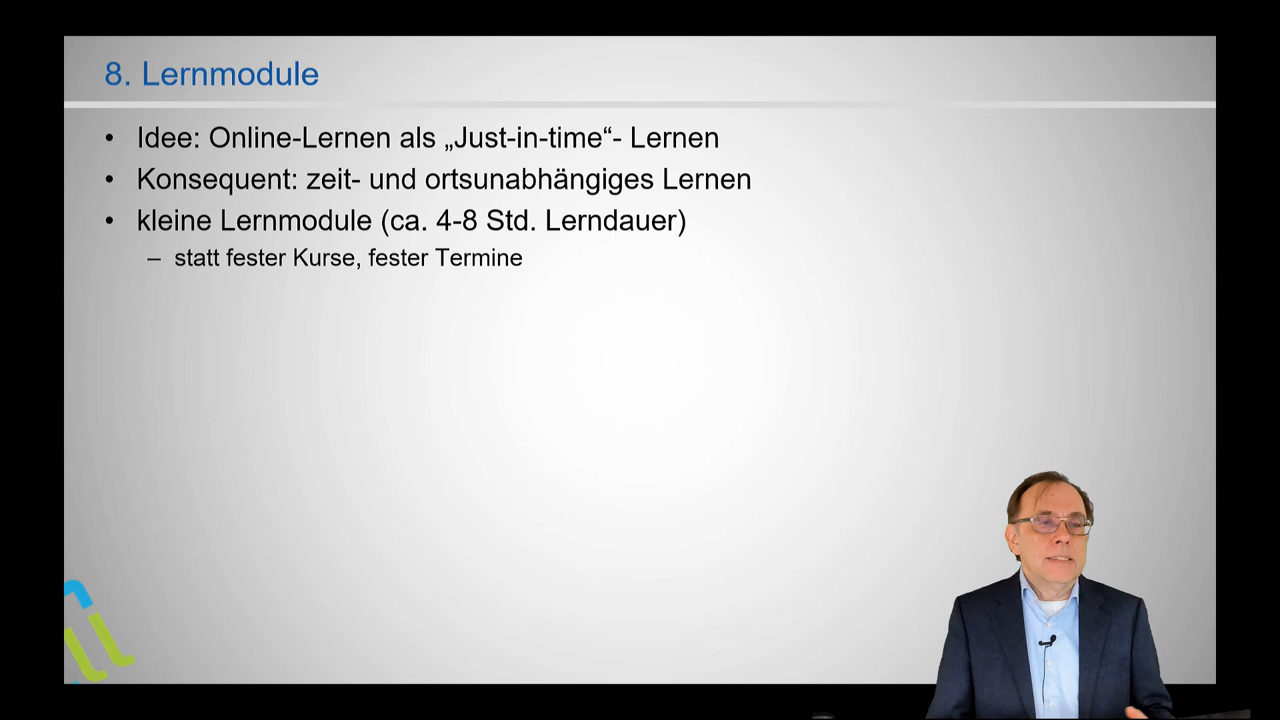 8. Lernmodule
• Idee: Online-Lernen als „Just-in-time“- Lernen
• Konsequent: zeit- und ortsunabhängiges Lernen
• kleine Lernmodule (ca. 4-8 Std. Lerndauer)
– statt fester Kurse, fester Termine